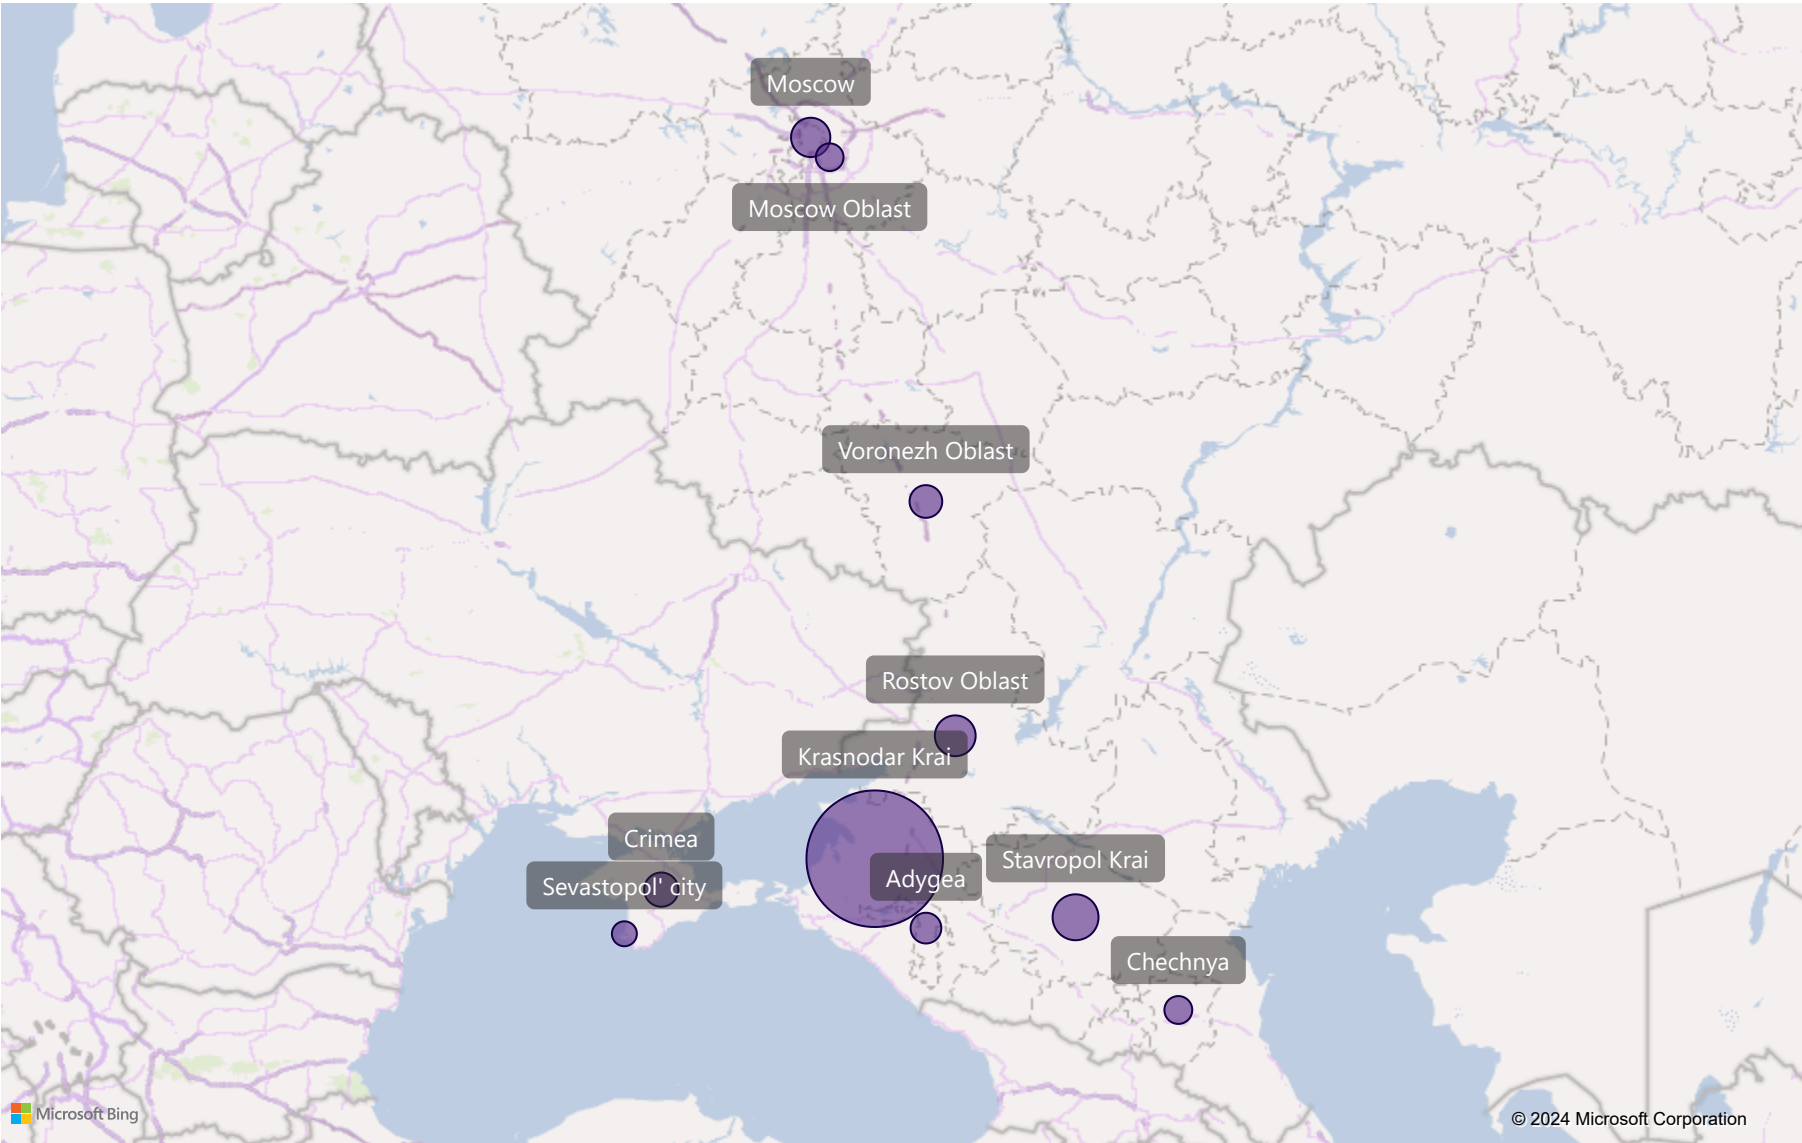 Moscow
Moscow Oblast
Voronezh Oblast
Rostov Oblast
Krasnodar Krai
Crimea
Stavropol Krai
Adygea
Sevastopol' city
Chechnya
Microsoft Bing
© 2024 Microsoft Corporation